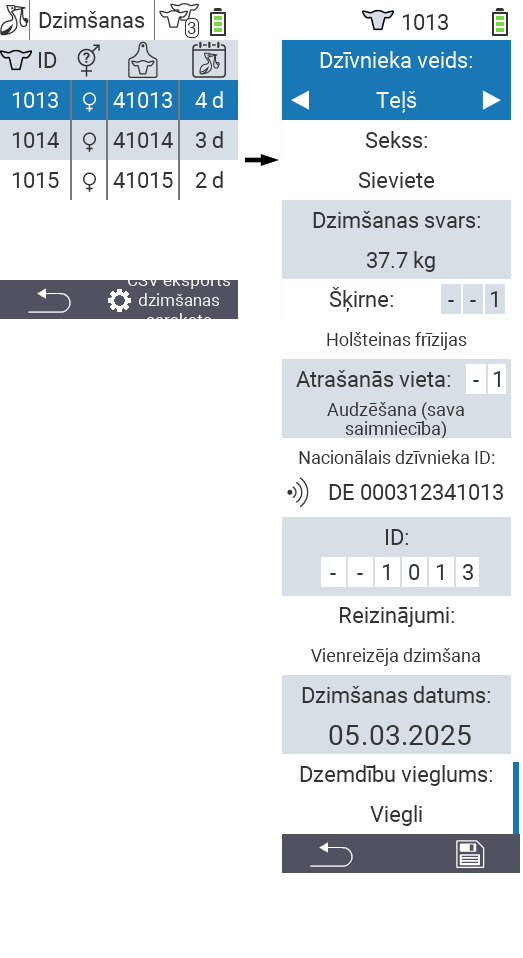 Dzimšanas 3
ID ?
1013 41013 4 d
1014 41014 3 d
1015 41015 2 d
CSV eksports
dzimšanas
saraksts
1013
Dzīvnieka veids:
Teļš
Sekss:
Sieviete
Dzimšanas svars:
37.7 kg
Šķirne: - - 1
Holšteinas frīzijas
Atrašanās vieta: - 1
Audzēšana (sava
saimniecība)
Nacionālais dzīvnieka ID:
DE 000312341013
ID:
- - 1 0 1 3
Reizinājumi:
Vienreizēja dzimšana
Dzimšanas datums:
05.03.2025
Dzemdību vieglums:
Viegli